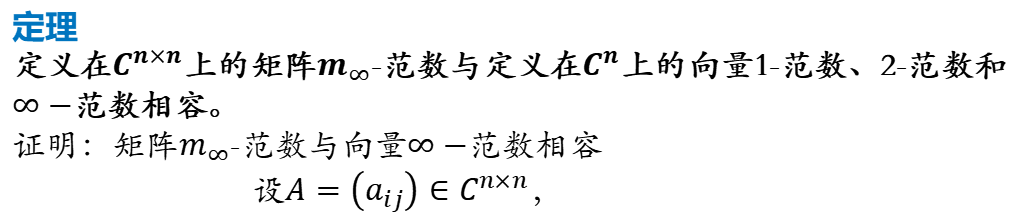 定理
定义在𝑪ⁿˣⁿ上的矩阵𝒎∞-范数与定义在𝑪ⁿ上的向量1-范数、2-范数和
∞ − 范数相容。
证明：矩阵𝑚∞-范数与向量∞ − 范数相容
设𝐴 = (𝑎ᵢⱼ) ∈ 𝐶ⁿˣⁿ ,